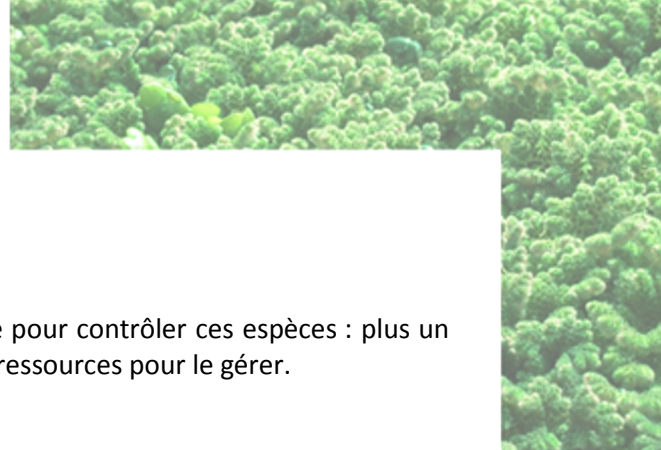 pour contrôler ces espèces : plus un
ressources pour le gérer.